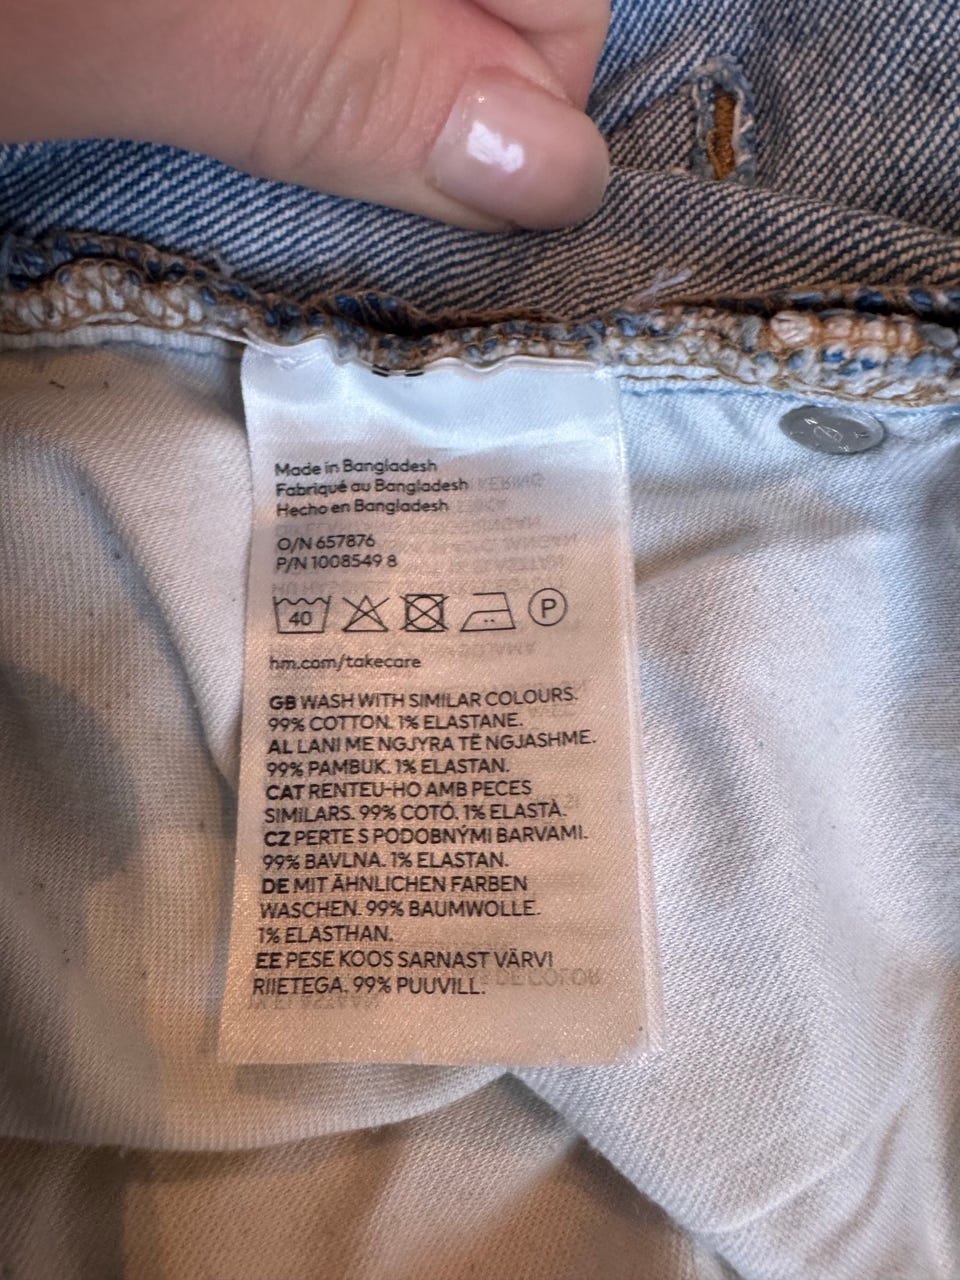 Made in Bangladesh
Fabriqué au Bangladesh
Hecho en Bangladesh
O/N 657876
P/N 1008549 8
40 P
hm.com/takecare
GB WASH WITH SIMILAR COLOURS.
99% COTTON. 1% ELASTANE.
AL LANI ME NGJYRA TË NGJASHME.
99% PAMBUK. 1% ELASTAN.
CAT RENTEU-HO AMB PECES
SIMILARS. 99% COTÓ. 1% ELASTÀ.
CZ PERTE S PODOBNÝMI BARVAMI.
99% BAVLNA. 1% ELASTAN.
DE MIT ÄHNLICHEN FARBEN
WASCHEN. 99% BAUMWOLLE.
1% ELASTHAN.
EE PESE KOOS SARNAST VÄRVI
RIIETEGA. 99% PUUVILL.